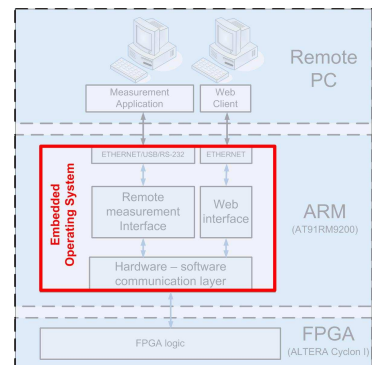 Remote
PC
Measurement
Application
Web
Client
ETHERNET/USB/RS-232
ETHERNET
Embedded
Operating System
Remote
measurement
Interface
Web
interface
ARM
(AT91RM9200)
Hardware – software
communication layer
FPGA logic
FPGA
(ALTERA Cyclon I)